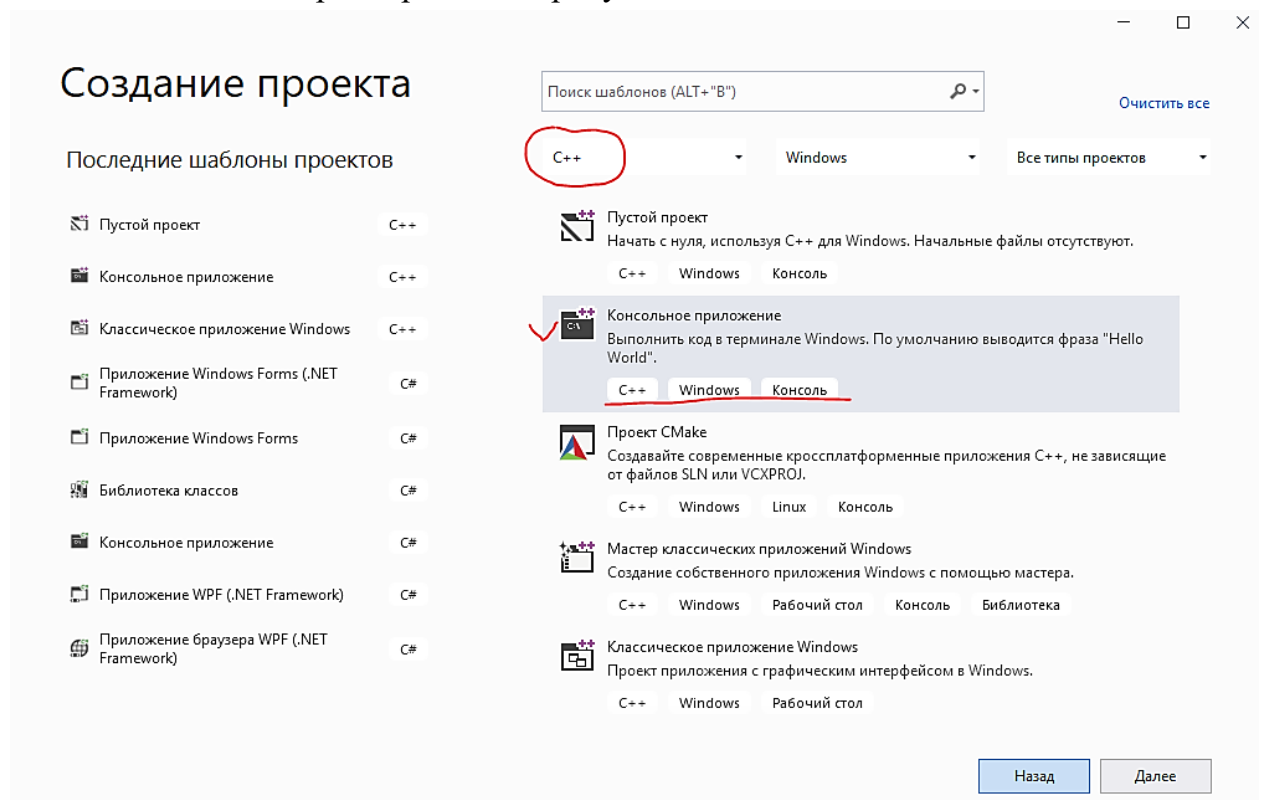 Создание проекта
Поиск шаблонов (ALT+"В")
Очистить все
Последние шаблоны проектов
C++
Windows
Все типы проектов
Пустой проект C++
Консольное приложение C++
Классическое приложение Windows C++
Приложение Windows Forms (.NET
Framework) C#
Приложение Windows Forms C#
Библиотека классов C#
Консольное приложение C#
Приложение WPF (.NET Framework) C#
Приложение браузера WPF (.NET
Framework) C#
Пустой проект
Начать с нуля, используя C++ для Windows. Начальные файлы отсутствуют.
C++ Windows Консоль
Консольное приложение
Выполнить код в терминале Windows. По умолчанию выводится фраза "Hello
World".
C++ Windows Консоль
Проект CMake
Создавайте современные кроссплатформенные приложения C++, не зависящие
от файлов SLN или VCXPROJ.
C++ Windows Linux Консоль
Мастер классических приложений Windows
Создание собственного приложения Windows с помощью мастера.
C++ Windows Рабочий стол Консоль Библиотека
Классическое приложение Windows
Проект приложения с графическим интерфейсом в Windows.
C++ Windows Рабочий стол
Назад
Далее